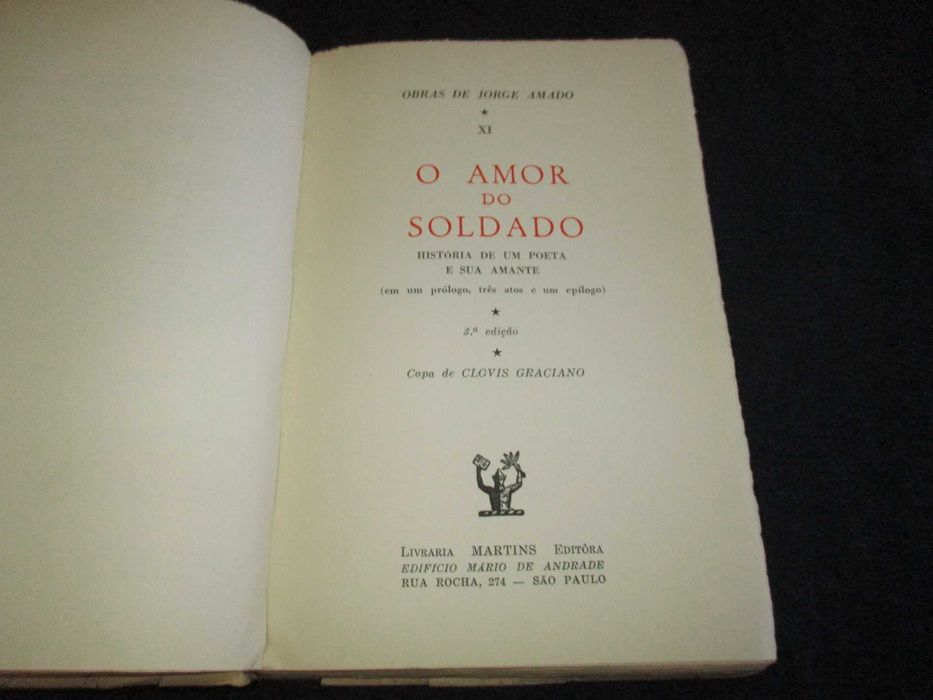 OBRAS DE JORGE AMADO
★
XI
O AMOR
DO
SOLDADO
HISTÓRIA DE UM POETA
E SUA AMANTE
(em um prólogo, três atos e um epílogo)
★
3.ª edição
★
Capa de CLOVIS GRACIANO
LIVRARIA MARTINS EDITÔRA
EDIFICIO MÁRIO DE ANDRADE
RUA ROCHA, 274 — SÃO PAULO